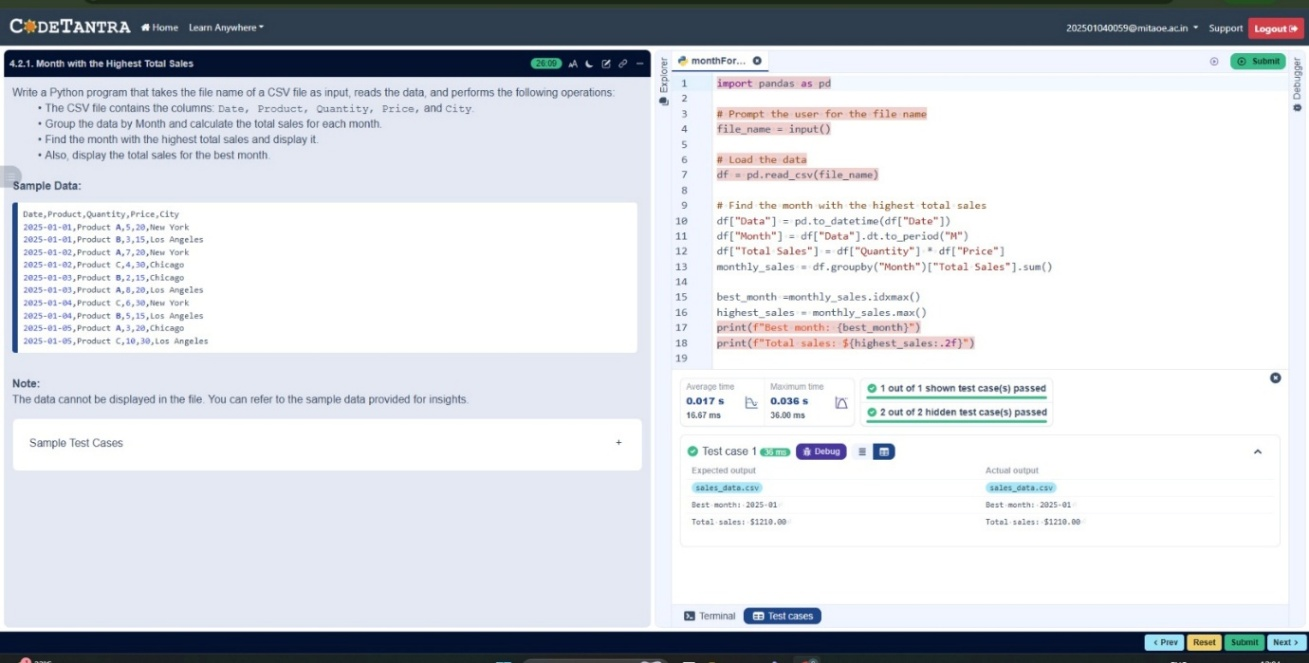 CODETANTRA Home Learn Anywhere
202501040059@mitaoe.ac.in Support Logout
4.2.1. Month with the Highest Total Sales 26:09
Write a Python program that takes the file name of a CSV file as input, reads the data, and performs the following operations:
• The CSV file contains the columns: Date, Product, Quantity, Price, and City.
• Group the data by Month and calculate the total sales for each month.
• Find the month with the highest total sales and display it.
• Also, display the total sales for the best month.
Sample Data:
Date,Product,Quantity,Price,City
2025-01-01,Product A,5,20,New York
2025-01-01,Product B,3,15,Los Angeles
2025-01-02,Product A,7,20,New York
2025-01-02,Product C,4,30,Chicago
2025-01-03,Product B,2,15,Chicago
2025-01-03,Product A,8,20,Los Angeles
2025-01-04,Product C,6,30,New York
2025-01-04,Product B,5,15,Los Angeles
2025-01-05,Product A,3,20,Chicago
2025-01-05,Product C,10,30,Los Angeles
Note:
The data cannot be displayed in the file. You can refer to the sample data provided for insights.
Sample Test Cases +
Explorer
monthFor...
Submit
Debugger
1 import pandas as pd
2
3 # Prompt the user for the file name
4 file_name = input()
5
6 # Load the data
7 df = pd.read_csv(file_name)
8
9 # Find the month with the highest total sales
10 df["Data"] = pd.to_datetime(df["Date"])
11 df["Month"] = df["Data"].dt.to_period("M")
12 df["Total Sales"] = df["Quantity"] * df["Price"]
13 monthly_sales = df.groupby("Month")["Total Sales"].sum()
14
15 best_month =monthly_sales.idxmax()
16 highest_sales = monthly_sales.max()
17 print(f"Best month: {best_month}")
18 print(f"Total sales: ${highest_sales:.2f}")
19
Average time Maximum time
0.017 s 0.036 s
16.67 ms 36.00 ms
1 out of 1 shown test case(s) passed
2 out of 2 hidden test case(s) passed
Test case 1 36 ms Debug
Expected output Actual output
sales_data.csv sales_data.csv
Best month: 2025-01 Best month: 2025-01
Total sales: $1210.00 Total sales: $1210.00
Terminal Test cases
< Prev Reset Submit Next >